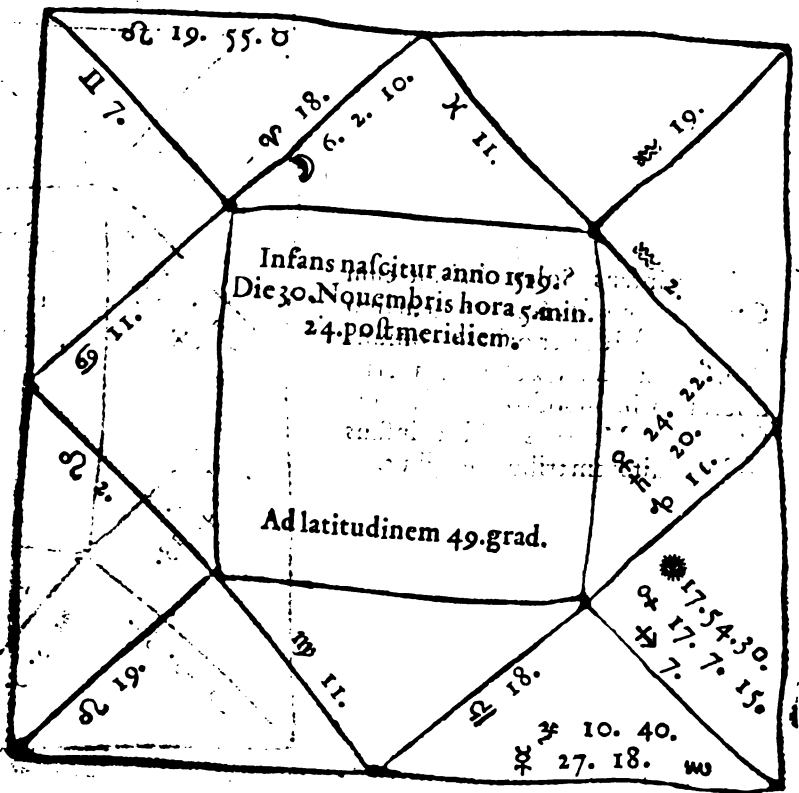 ☊ 19. 55. ♉
♊ 7.
♈ 18.
☽ 6. 2. 10.
♓ 11.
♒ 19.
♒ 2.
♋ 11.
Infans naſcitur anno
Die 30. Nouembris hora 5. min.
24. poſt meridiem.
Ad latitudinem 49. grad.
24. 22.
♄ 20.
♑ 11.
☉ 17. 54. 30.
♀ 17. 7. 15.
♐ 7.
♌ 2.
♌ 19.
♍ 11.
♎ 18.
♃ 10. 40.
☿ 27. 18. ♏